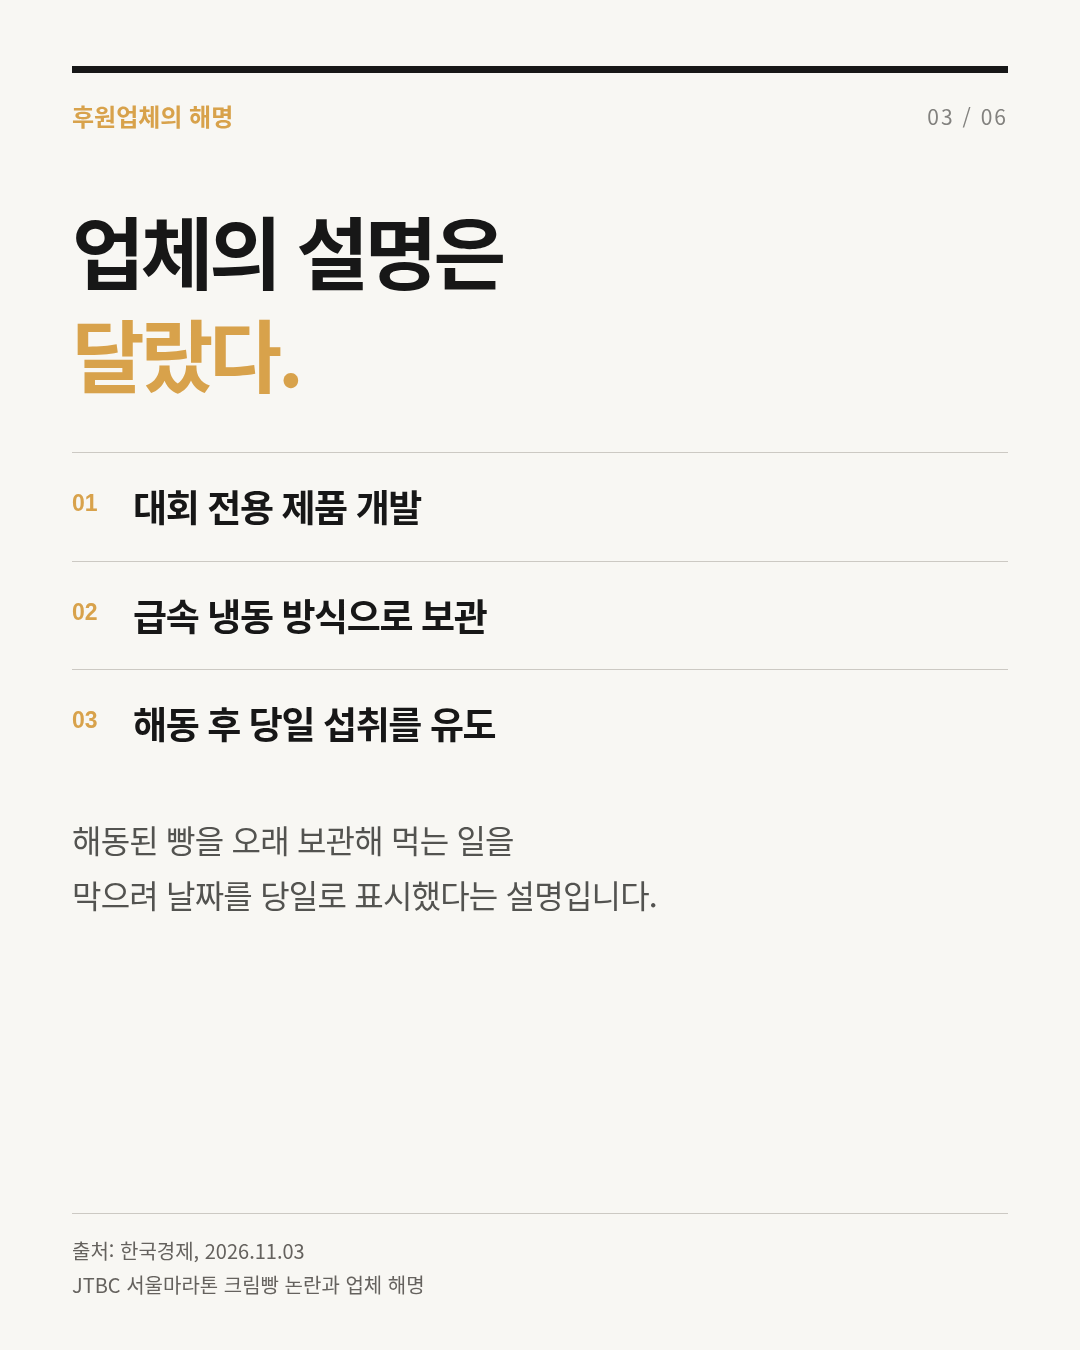 후원업체의 해명
03 / 06
업체의 설명은
달랐다.
01 대회 전용 제품 개발
02 급속 냉동 방식으로 보관
03 해동 후 당일 섭취를 유도
해동된 빵을 오래 보관해 먹는 일을
막으려 날짜를 당일로 표시했다는 설명입니다.
출처: 한국경제, 2026.11.03
JTBC 서울마라톤 크림빵 논란과 업체 해명